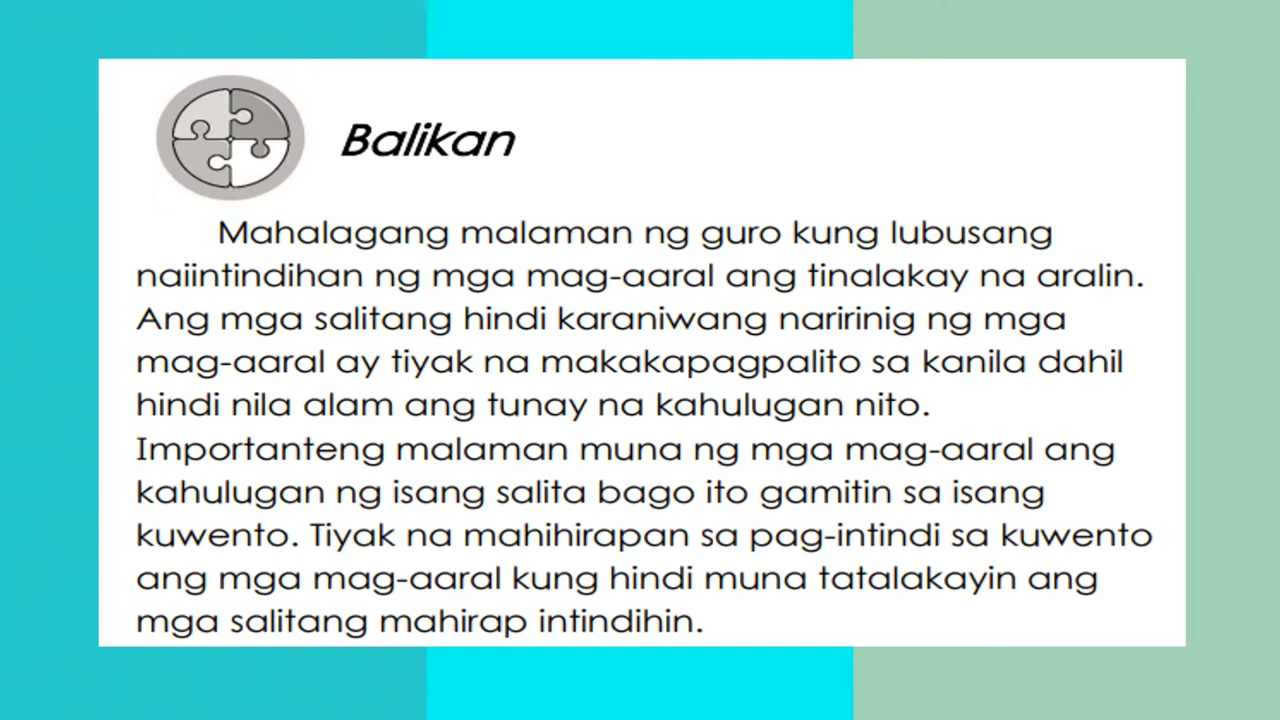 Balikan
Mahalagang malaman ng guro kung lubusang
naiintindihan ng mga mag-aaral ang tinalakay na aralin.
Ang mga salitang hindi karaniwang naririnig ng mga
mag-aaral ay tiyak na makakapagpalito sa kanila dahil
hindi nila alam ang tunay na kahulugan nito.
Importanteng malaman muna ng mga mag-aaral ang
kahulugan ng isang salita bago ito gamitin sa isang
kuwento. Tiyak na mahihirapan sa pag-intindi sa kuwento
ang mga mag-aaral kung hindi muna tatalakayin ang
mga salitang mahirap intindihin.